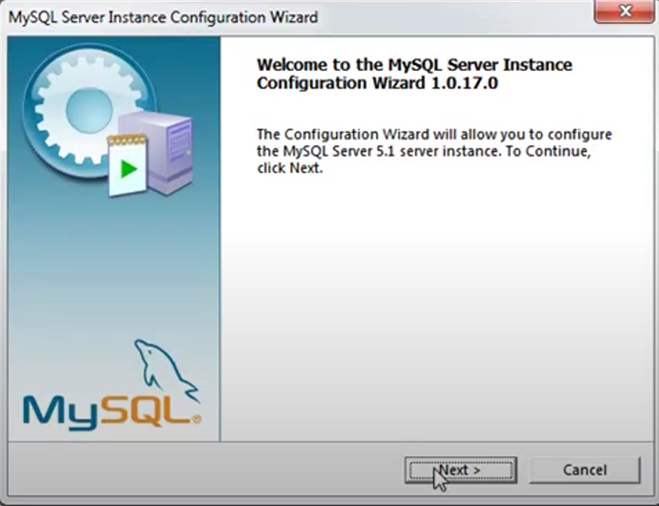 MySQL Server Instance Configuration Wizard
X
Welcome to the MySQL Server Instance
Configuration Wizard 1.0.17.0
The Configuration Wizard will allow you to configure
the MySQL Server 5.1 server instance. To Continue,
click Next.
MySQL®
Next >
Cancel